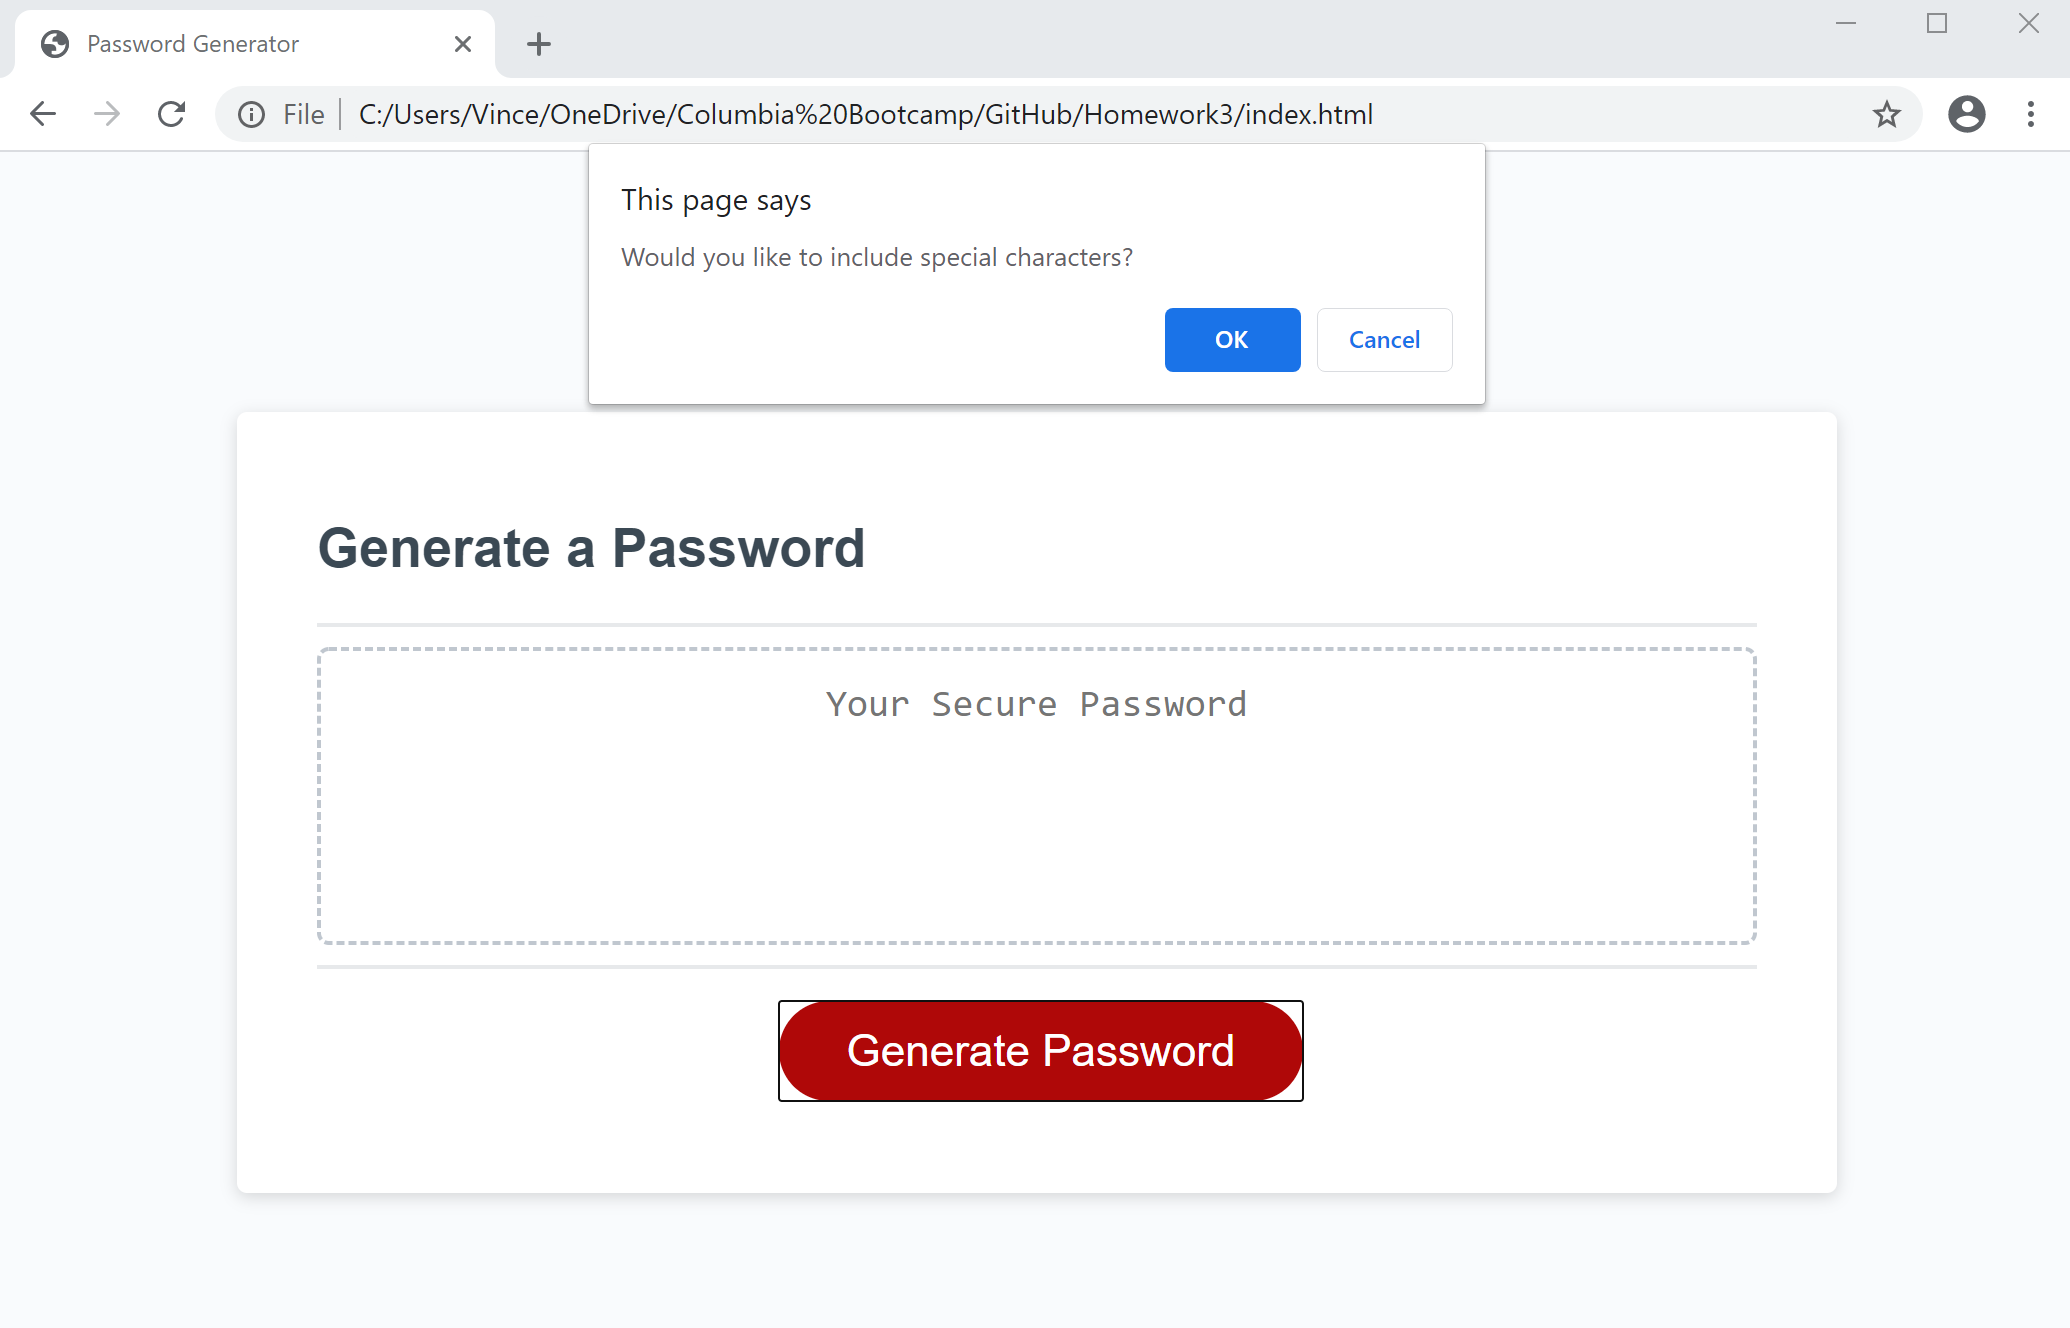 Password Generator
File C:/Users/Vince/OneDrive/Columbia%20Bootcamp/GitHub/Homework3/index.html
This page says
Would you like to include special characters?
OK Cancel
Generate a Password
Your Secure Password
Generate Password